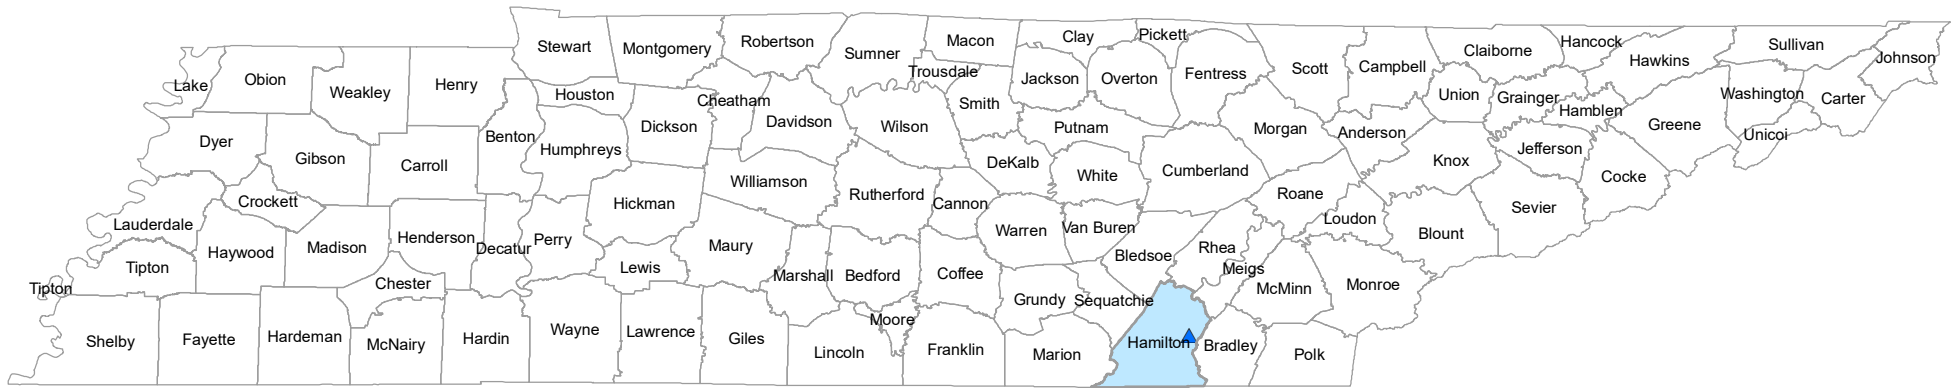 Stewart
Montgomery
Robertson
Sumner
Macon
Clay
Pickett
Claiborne
Hancock
Sullivan
Johnson
Lake
Obion
Weakley
Henry
Houston
Cheatham
Trousdale
Jackson
Overton
Fentress
Scott
Campbell
Hawkins
Union
Grainger
Hamblen
Washington
Carter
Unicoi
Greene
Dyer
Gibson
Carroll
Benton
Humphreys
Dickson
Davidson
Wilson
Smith
Putnam
Morgan
Anderson
Knox
Jefferson
Cocke
Crockett
Lauderdale
Haywood
Madison
Henderson
Decatur
Perry
Hickman
Williamson
Rutherford
Cannon
DeKalb
White
Cumberland
Roane
Loudon
Blount
Sevier
Tipton
Tipton
Chester
Lewis
Maury
Marshall
Bedford
Coffee
Warren
Van Buren
Bledsoe
Rhea
Meigs
McMinn
Monroe
Shelby
Fayette
Hardeman
McNairy
Hardin
Wayne
Lawrence
Giles
Lincoln
Moore
Franklin
Grundy
Sequatchie
Marion
Hamilton
Bradley
Polk